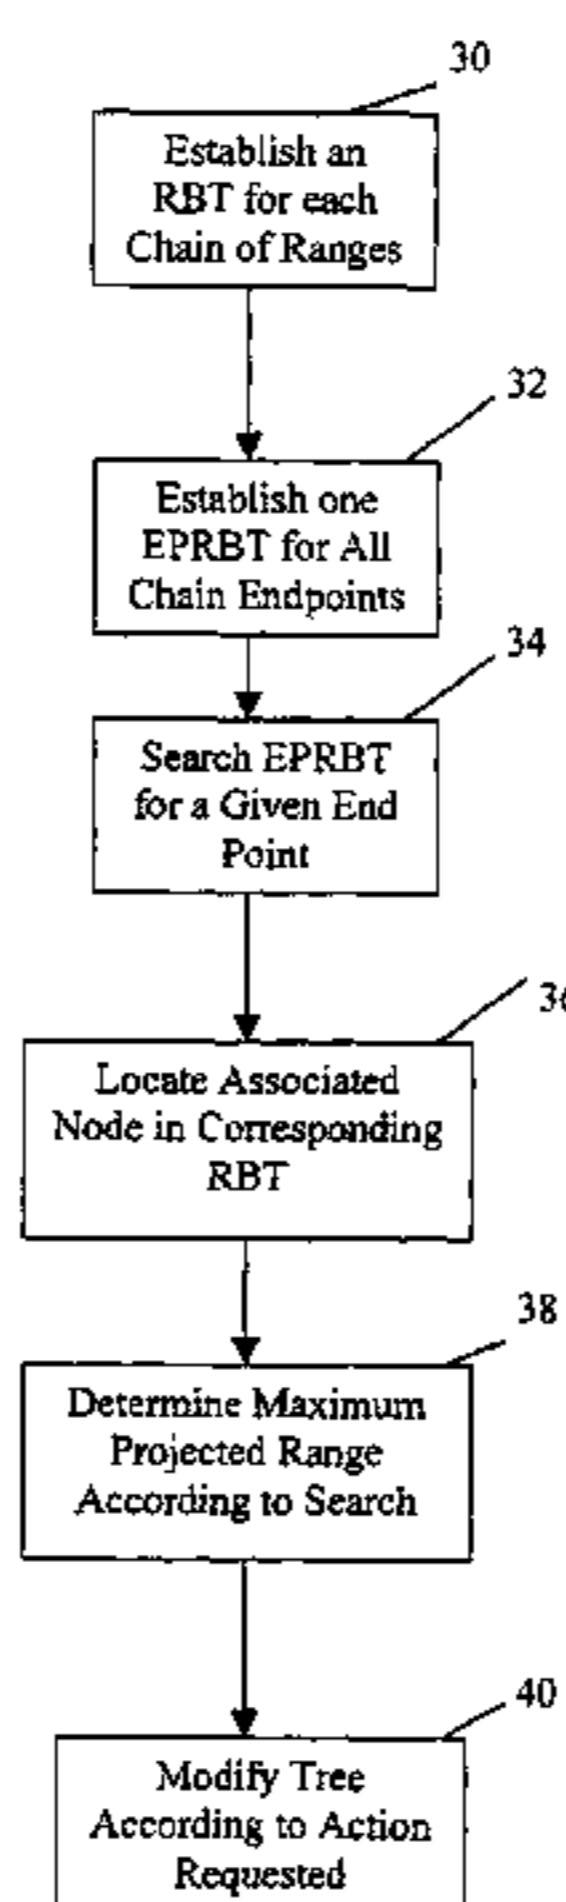 30
Establish an
RBT for each
Chain of Ranges
32
Establish one
EPRBT for All
Chain Endpoints
34
Search EPRBT
for a Given End
Point
36
Locate Associated
Node in Corresponding
RBT
38
Determine Maximum
Projected Range
According to Search
40
Modify Tree
According to Action
Requested